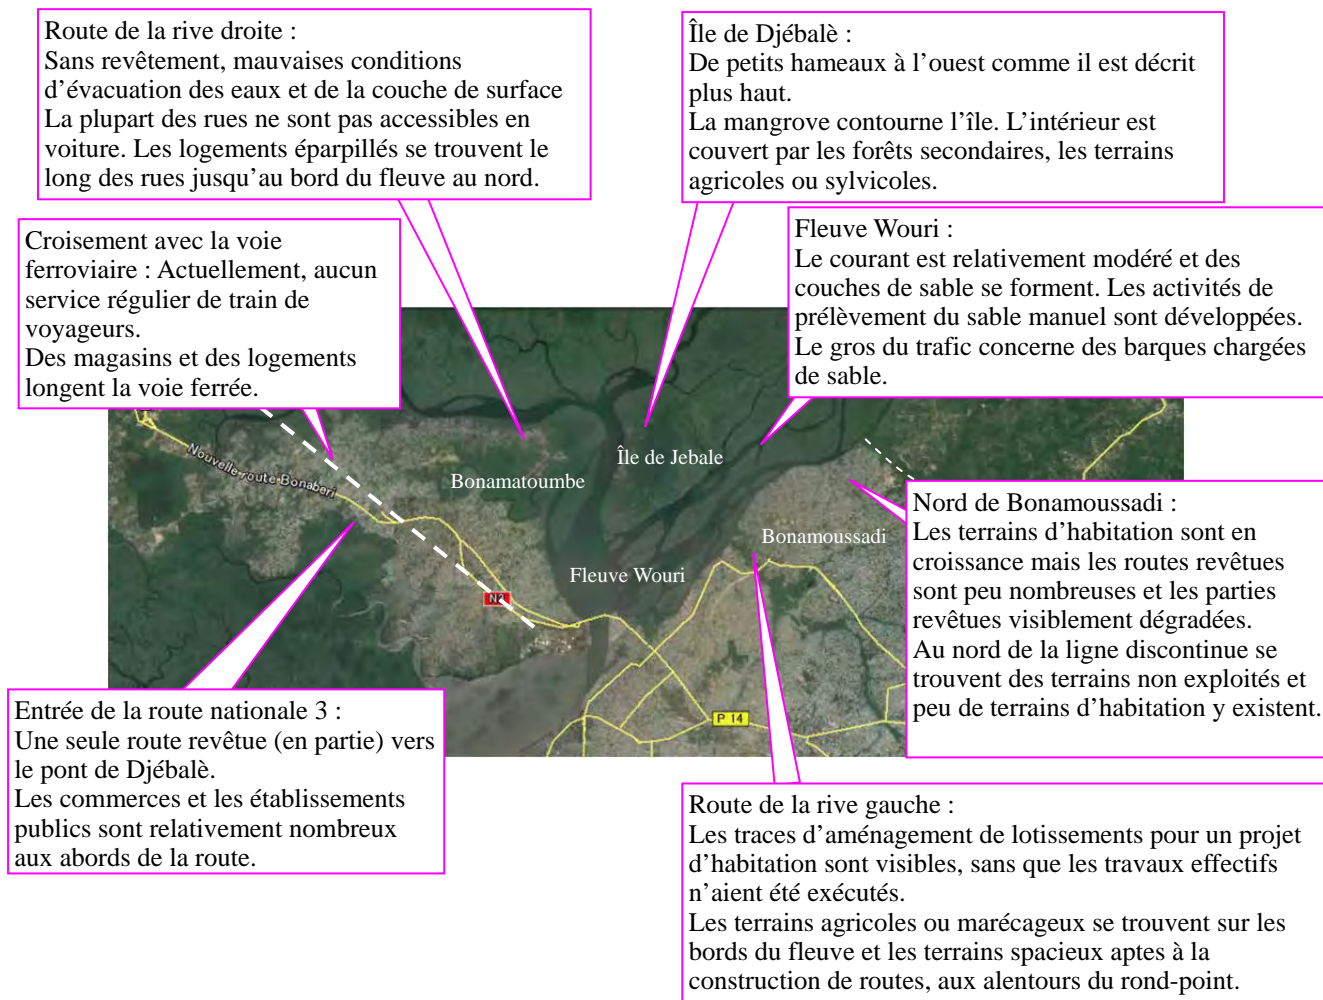 Route de la rive droite :
Sans revêtement, mauvaises conditions
d’évacuation des eaux et de la couche de surface
La plupart des rues ne sont pas accessibles en
voiture. Les logements éparpillés se trouvent le
long des rues jusqu’au bord du fleuve au nord.
Île de Djébalè :
De petits hameaux à l’ouest comme il est décrit
plus haut.
La mangrove contourne l’île. L’intérieur est
couvert par les forêts secondaires, les terrains
agricoles ou sylvicoles.
Croisement avec la voie
ferroviaire : Actuellement, aucun
service régulier de train de
voyageurs.
Des magasins et des logements
longent la voie ferrée.
Fleuve Wouri :
Le courant est relativement modéré et des
couches de sable se forment. Les activités de
prélèvement du sable manuel sont développées.
Le gros du trafic concerne des barques chargées
de sable.
Nouvelle route Bonaberi
Bonamatoumbe
Île de Jebale
Bonamoussadi
Fleuve Wouri
N3
P 14
Nord de Bonamoussadi :
Les terrains d’habitation sont en
croissance mais les routes revêtues
sont peu nombreuses et les parties
revêtues visiblement dégradées.
Au nord de la ligne discontinue se
trouvent des terrains non exploités et
peu de terrains d’habitation y existent.
Entrée de la route nationale 3 :
Une seule route revêtue (en partie) vers
le pont de Djébalè.
Les commerces et les établissements
publics sont relativement nombreux
aux abords de la route.
Route de la rive gauche :
Les traces d’aménagement de lotissements pour un projet
d’habitation sont visibles, sans que les travaux effectifs
n’aient été exécutés.
Les terrains agricoles ou marécageux se trouvent sur les
bords du fleuve et les terrains spacieux aptes à la
construction de routes, aux alentours du rond-point.